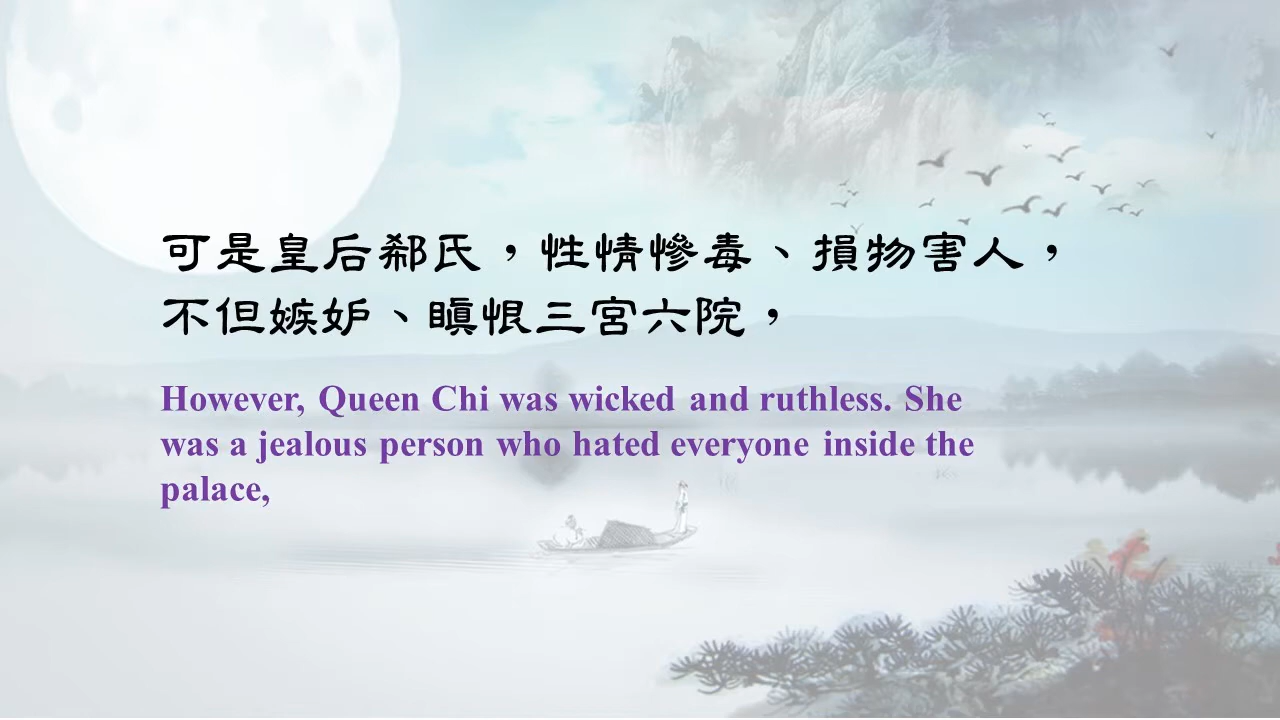 可是皇后郗氏，性情慘毒、損物害人，
不但嫉妒、瞋恨三宮六院，
However, Queen Chi was wicked and ruthless. She
was a jealous person who hated everyone inside the
palace,